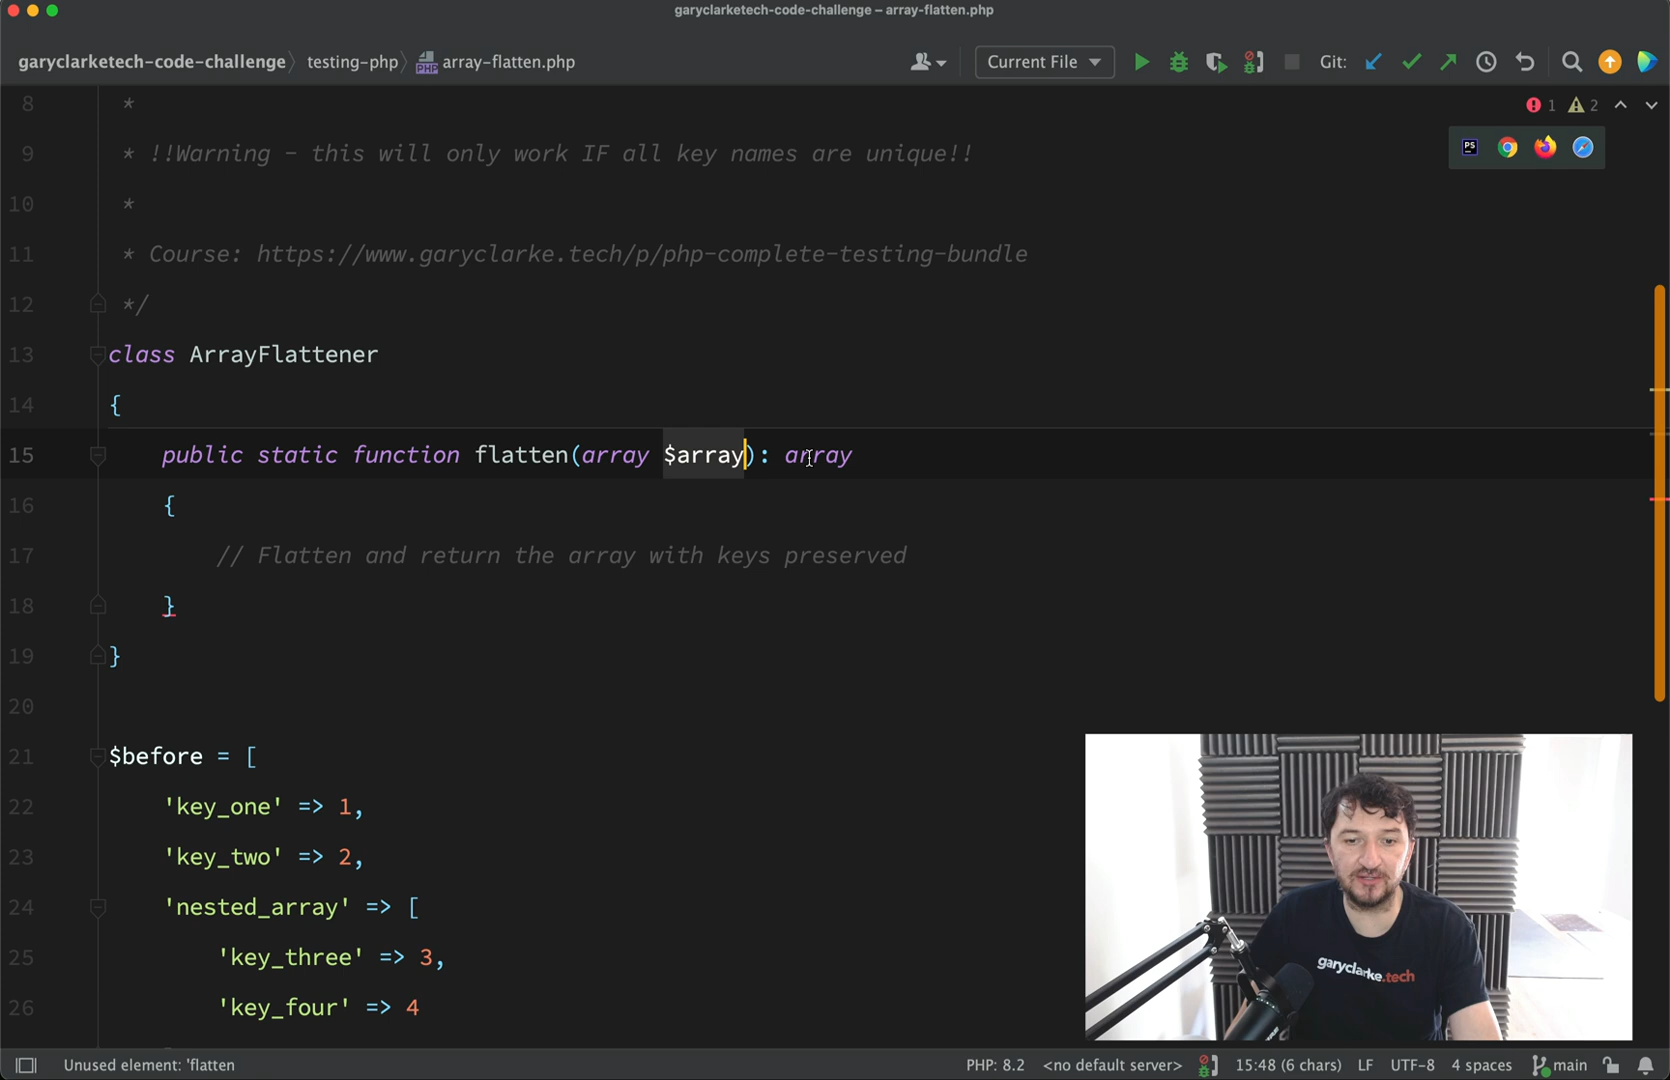 garyclarketech-code-challenge – array-flatten.php
garyclarketech-code-challenge testing-php array-flatten.php Current File Git:
1 2
8 *
9 * !!Warning - this will only work IF all key names are unique!!
10 *
11 * Course: https://www.garyclarke.tech/p/php-complete-testing-bundle
12 */
13 class ArrayFlattener
14 {
15 public static function flatten(array $array): array
16 {
17 // Flatten and return the array with keys preserved
18 }
19 }
20
21 $before = [
22 'key_one' => 1,
23 'key_two' => 2,
24 'nested_array' => [
25 'key_three' => 3,
26 'key_four' => 4
garyclarke.tech
Unused element: 'flatten PHP: 8.2 <no default server> 15:48 (6 chars) LF UTF-8 4 spaces main
PHP
PS